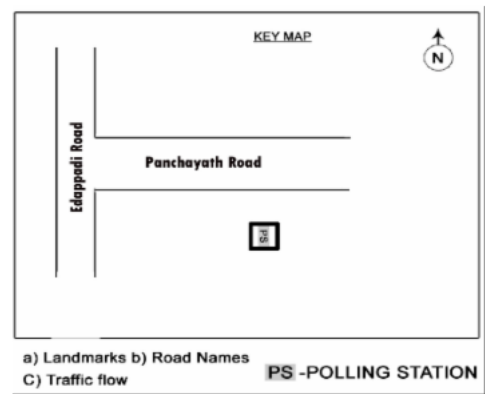 KEY MAP
N
Edappadi Road
Panchayath Road
PS
a) Landmarks b) Road Names
C) Traffic flow
PS -POLLING STATION